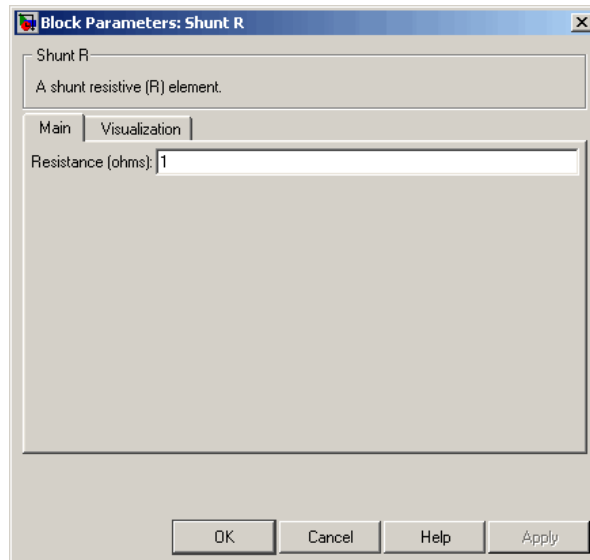 Block Parameters: Shunt R
Shunt R
A shunt resistive (R) element.
Main Visualization
Resistance (ohms): 1
OK Cancel Help Apply